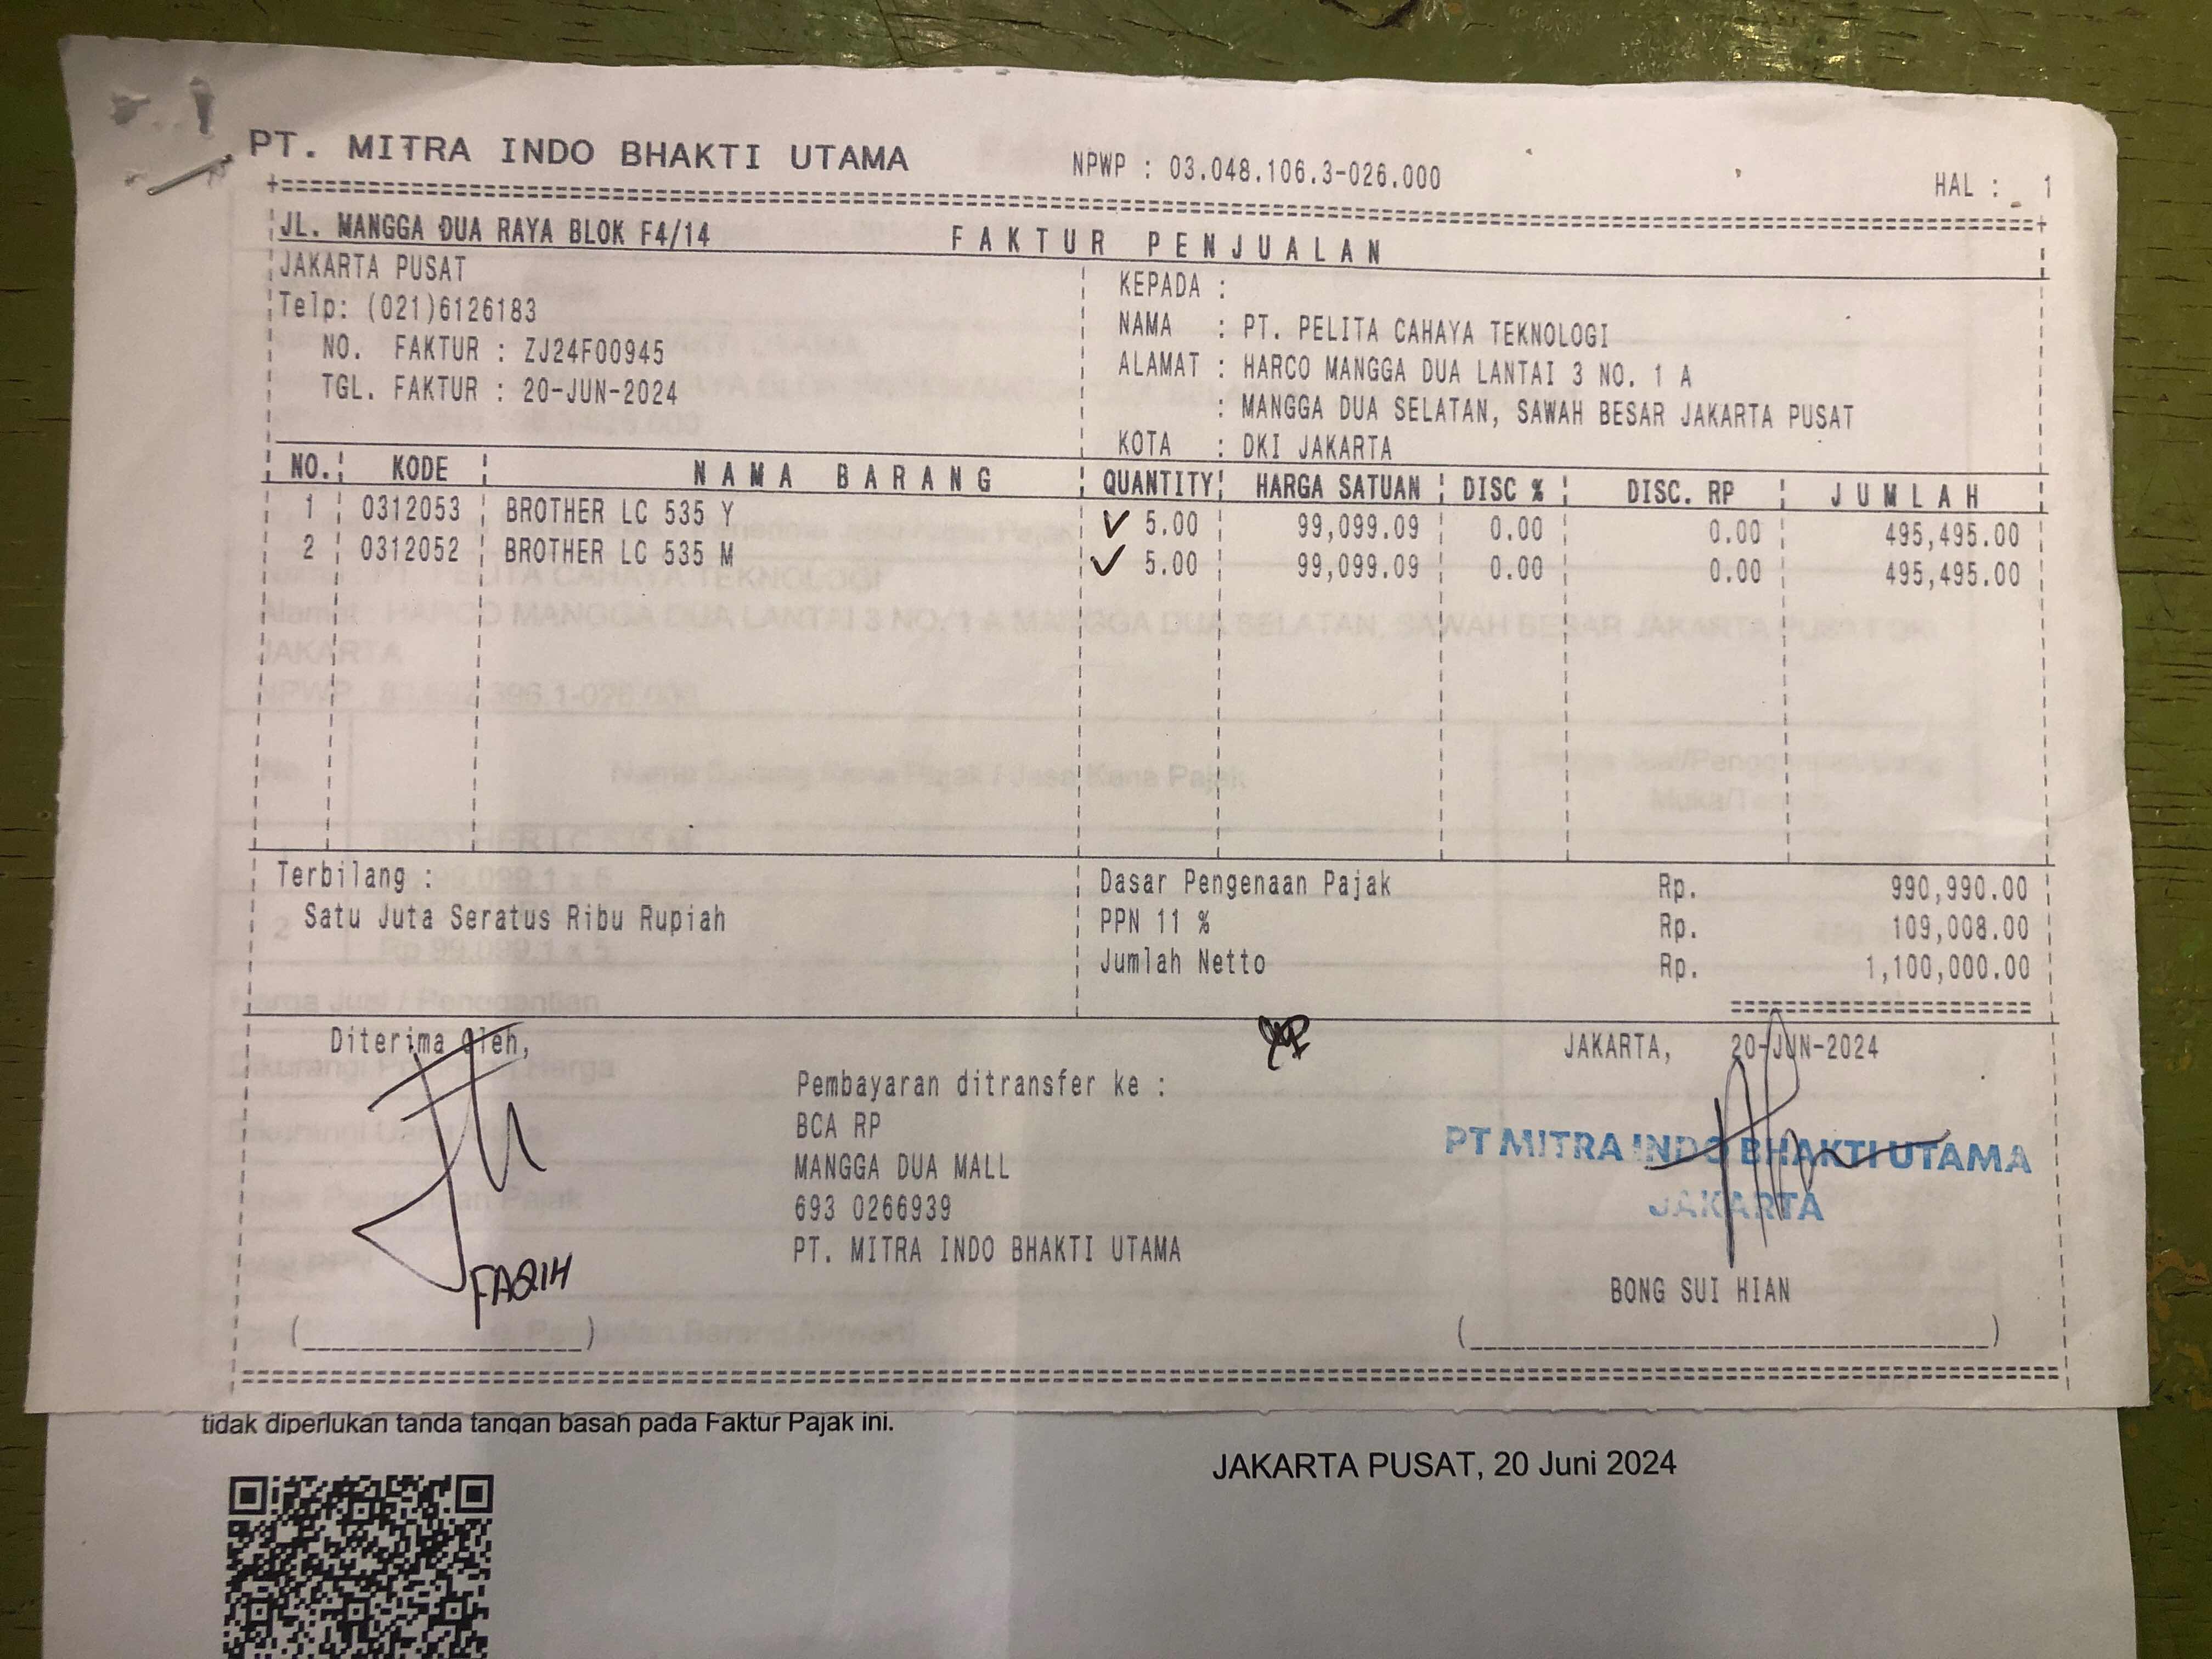 PT. MITRA INDO BHAKTI UTAMA NPWP : 03.048.106.3-026.000 HAL : 1
JL. MANGGA DUA RAYA BLOK F4/14 FAKTUR PENJUALAN
JAKARTA PUSAT
Telp: (021)6126183
NO. FAKTUR : ZJ24F00945
TGL. FAKTUR : 20-JUN-2024
KEPADA :
NAMA : PT. PELITA CAHAYA TEKNOLOGI
ALAMAT : HARCO MANGGA DUA LANTAI 3 NO. 1 A
: MANGGA DUA SELATAN, SAWAH BESAR JAKARTA PUSAT
KOTA : DKI JAKARTA
NO. KODE NAMA BARANG QUANTITY HARGA SATUAN DISC % DISC. RP JUMLAH
1 0312053 BROTHER LC 535 Y ✓ 5.00 99,099.09 0.00 0.00 495,495.00
2 0312052 BROTHER LC 535 M ✓ 5.00 99,099.09 0.00 0.00 495,495.00
Terbilang :
Satu Juta Seratus Ribu Rupiah
Dasar Pengenaan Pajak Rp. 990,990.00
PPN 11 % Rp. 109,008.00
Jumlah Netto Rp. 1,100,000.00
Diterima Oleh,
FAQIH
Pembayaran ditransfer ke :
BCA RP
MANGGA DUA MALL
693 0266939
PT. MITRA INDO BHAKTI UTAMA
JAKARTA, 20-JUN-2024
PT MITRA INDO BHAKTI UTAMA
JAKARTA
BONG SUI HIAN
tidak diperlukan tanda tangan basah pada Faktur Pajak ini.
JAKARTA PUSAT, 20 Juni 2024